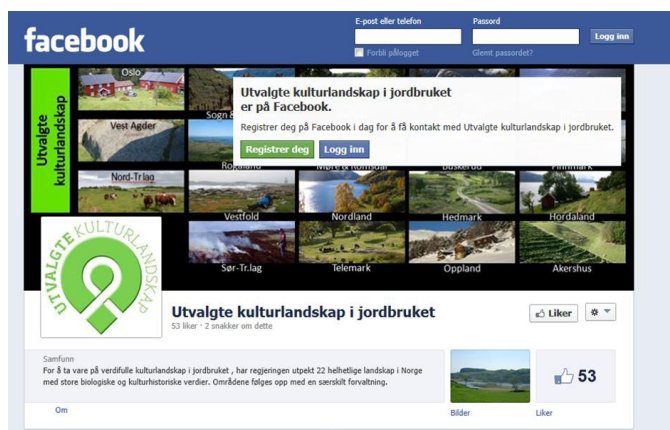 E-post eller telefon
Passord
facebook
Logg inn
Forbli pålogget
Glemt passordet?
Utvalgte kulturlandskap
Oslo
Sogn &
Utvalgte kulturlandskap i jordbruket
er på Facebook.
Registrer deg på Facebook i dag for å få kontakt med Utvalgte kulturlandskap i jordbruket.
Registrer deg
Logg inn
Vest Agder
Rogaland
Møre & Romsdal
Buskerud
Finnmark
Nord-Tr.lag
Vestfold
Nordland
Hedmark
Hordaland
Sør-Tr.lag
Telemark
Oppland
Akershus
UTVALGTE KULTURLANDSKAP
Utvalgte kulturlandskap i jordbruket
53 liker · 2 snakker om dette
Liker
Samfunn
For å ta vare på verdifulle kulturlandskap i jordbruket , har regjeringen utpekt 22 helhetlige landskap i Norge
med store biologiske og kulturhistoriske verdier. Områdene følges opp med en særskilt forvaltning.
53
Om
Bilder
Liker